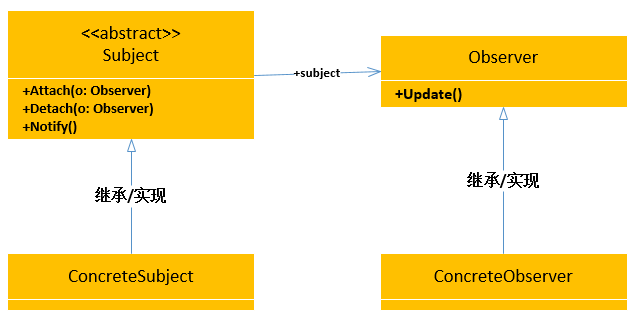 <<abstract>>
Subject
+Attach(o: Observer)
+Detach(o: Observer)
+Notify()
+subject
Observer
+Update()
继承/实现
继承/实现
ConcreteSubject
ConcreteObserver